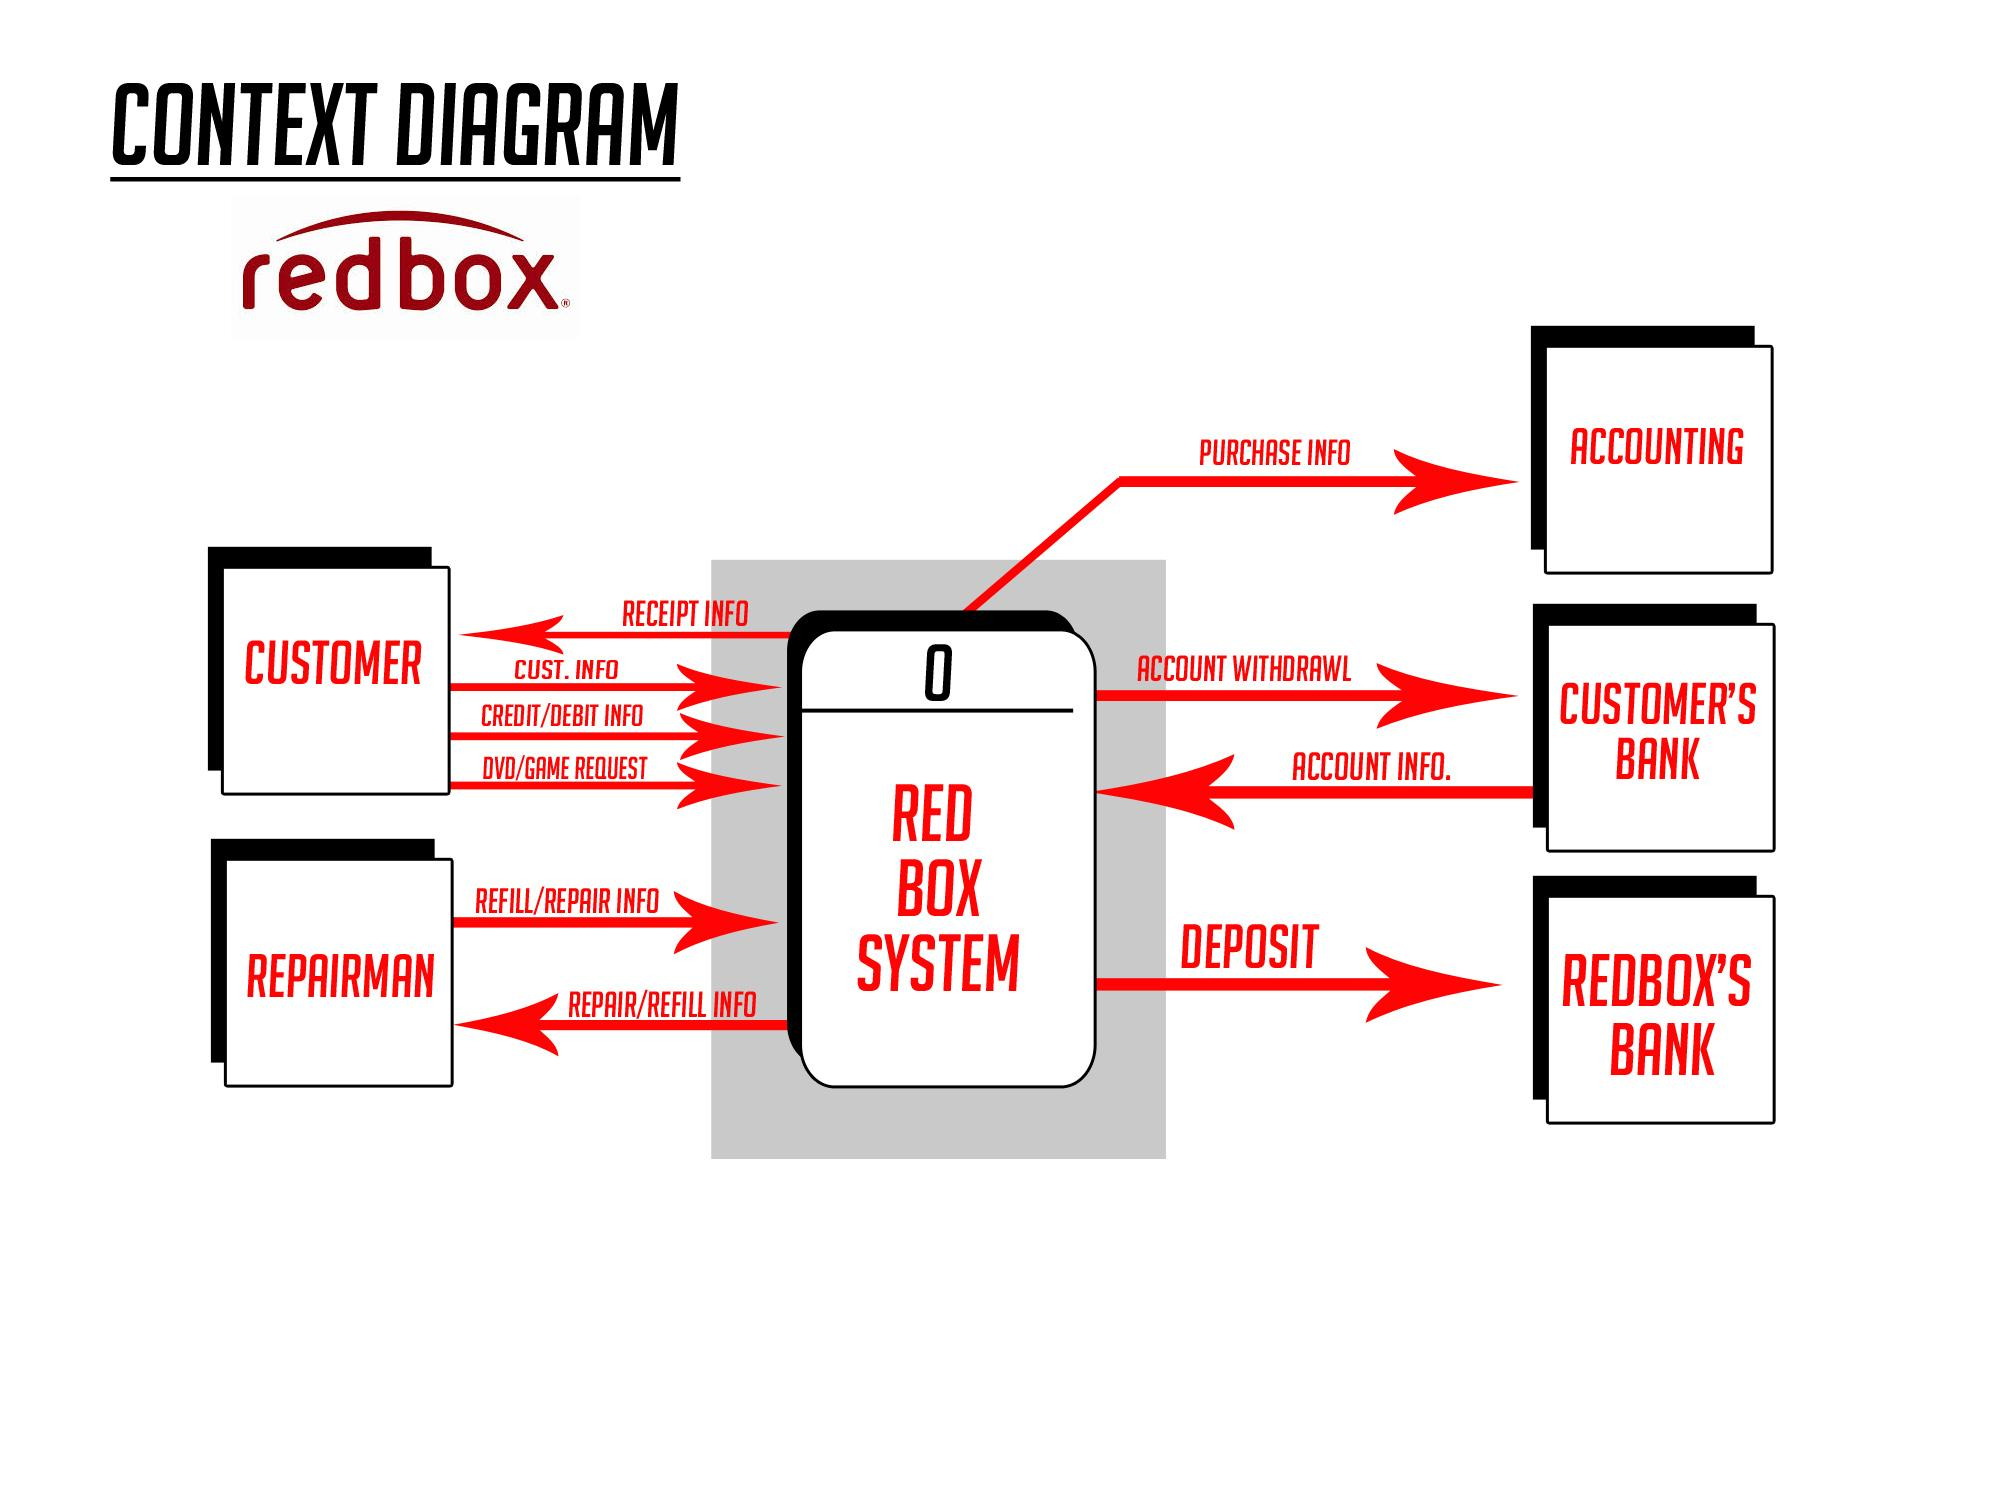 CONTEXT DIAGRAM
redbox®
PURCHASE INFO
ACCOUNTING
CUSTOMER
RECEIPT INFO
CUST. INFO
CREDIT/DEBIT INFO
DVD/GAME REQUEST
0
RED
BOX
SYSTEM
ACCOUNT WITHDRAWL
ACCOUNT INFO.
CUSTOMER'S
BANK
REPAIRMAN
REFILL/REPAIR INFO
REPAIR/REFILL INFO
DEPOSIT
REDBOX'S
BANK